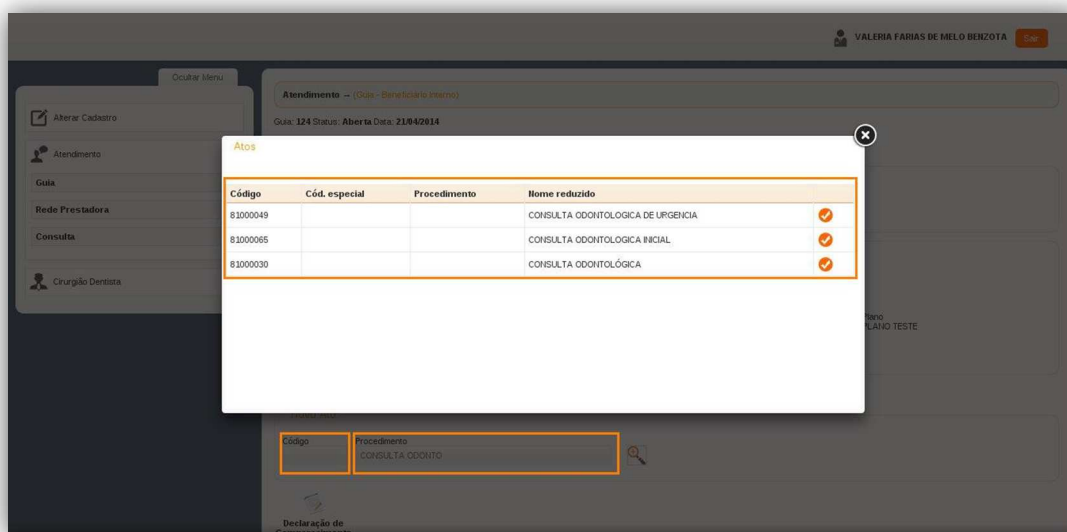 VALERIA FARIAS DE MELO BENZOTA Sair
Ocultar Menu
Atendimento → (Guia - Beneficiário Interno)
Alterar Cadastro
Guia: 124 Status: Aberta Data: 21/04/2014
Atendimento
Guia
Rede Prestadora
Consulta
Cirurgião Dentista
Atos
Código Cód. especial Procedimento Nome reduzido
81000049 CONSULTA ODONTOLOGICA DE URGENCIA
81000065 CONSULTA ODONTOLOGICA INICIAL
81000030 CONSULTA ODONTOLÓGICA
Plano
PLANO TESTE
Código Procedimento
CONSULTA ODONTO
Declaração de